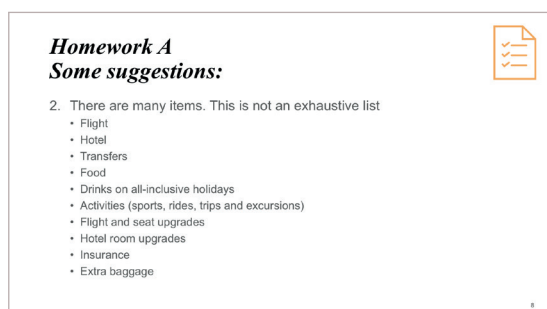 Homework A
Some suggestions:
2. There are many items. This is not an exhaustive list
• Flight
• Hotel
• Transfers
• Food
• Drinks on all-inclusive holidays
• Activities (sports, rides, trips and excursions)
• Flight and seat upgrades
• Hotel room upgrades
• Insurance
• Extra baggage
8